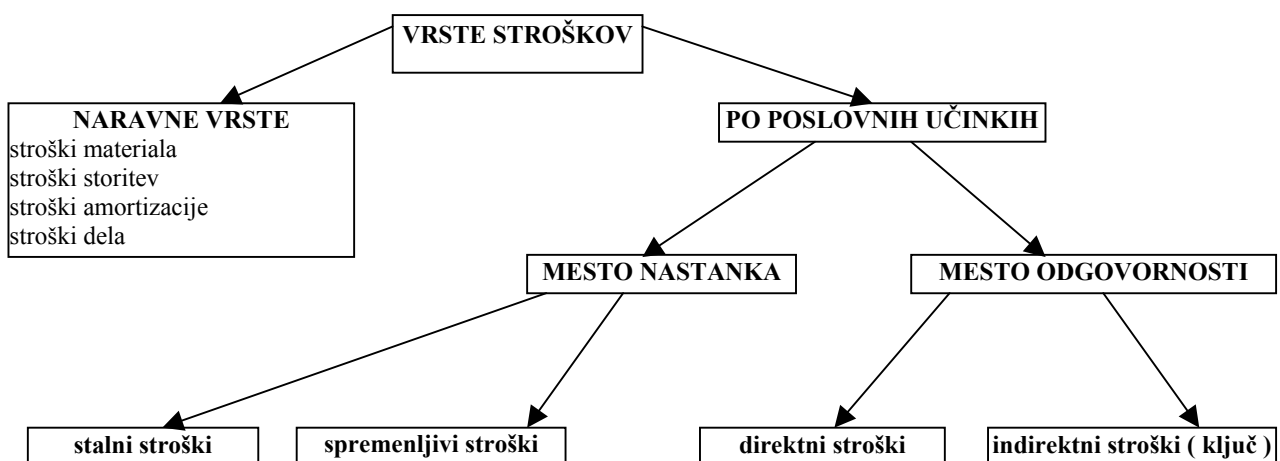 VRSTE STROŠKOV
NARAVNE VRSTE
stroški materiala
stroški storitev
stroški amortizacije
stroški dela
PO POSLOVNIH UČINKIH
MESTO NASTANKA
MESTO ODGOVORNOSTI
stalni stroški
spremenljivi stroški
direktni stroški
indirektni stroški ( ključ )